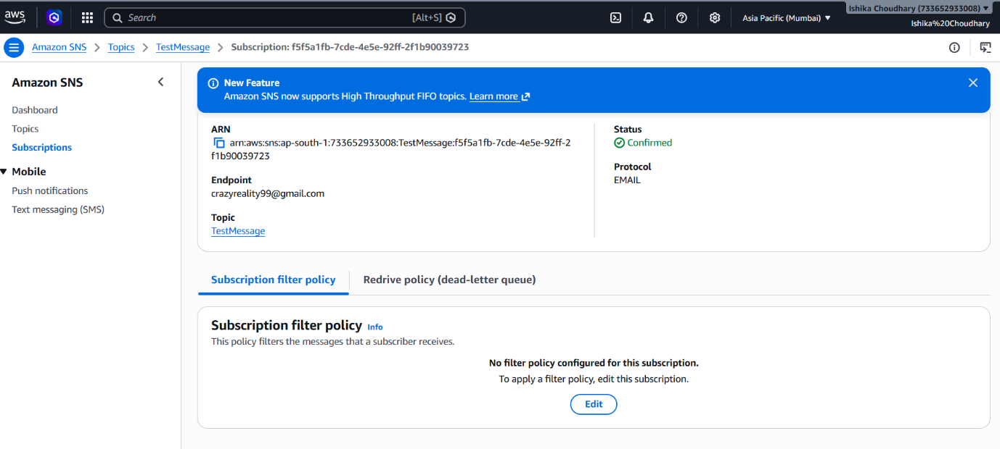 aws
Search
[Alt+S]
Asia Pacific (Mumbai)
Ishika Choudhary (733652933008)
Ishika%20Choudhary
Amazon SNS
Topics
TestMessage
Subscription: f5f5a1fb-7cde-4e5e-92ff-2f1b90039723
Amazon SNS
Dashboard
Topics
Subscriptions
Mobile
Push notifications
Text messaging (SMS)
New Feature
Amazon SNS now supports High Throughput FIFO topics. Learn more
ARN
arn:aws:sns:ap-south-1:733652933008:TestMessage:f5f5a1fb-7cde-4e5e-92ff-2
f1b90039723
Endpoint
crazyreality99@gmail.com
Topic
TestMessage
Status
Confirmed
Protocol
EMAIL
Subscription filter policy
Redrive policy (dead-letter queue)
Subscription filter policy Info
This policy filters the messages that a subscriber receives.
No filter policy configured for this subscription.
To apply a filter policy, edit this subscription.
Edit